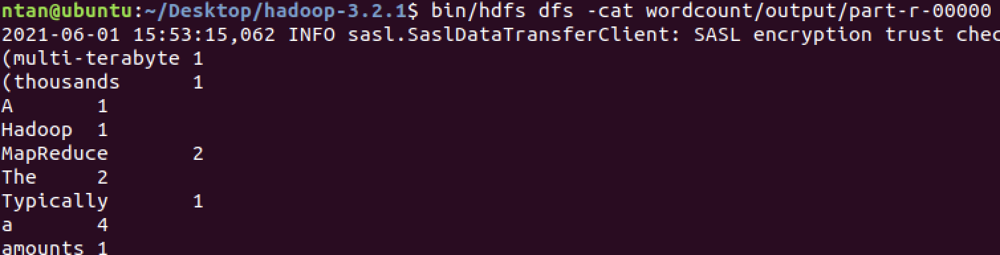 ntan@ubuntu:~/Desktop/hadoop-3.2.1$ bin/hdfs dfs -cat wordcount/output/part-r-00000
2021-06-01 15:53:15,062 INFO sasl.SaslDataTransferClient: SASL encryption trust
(multi-terabyte 1
(thousands 1
A 1
Hadoop 1
MapReduce 2
The 2
Typically 1
a 4
amounts 1